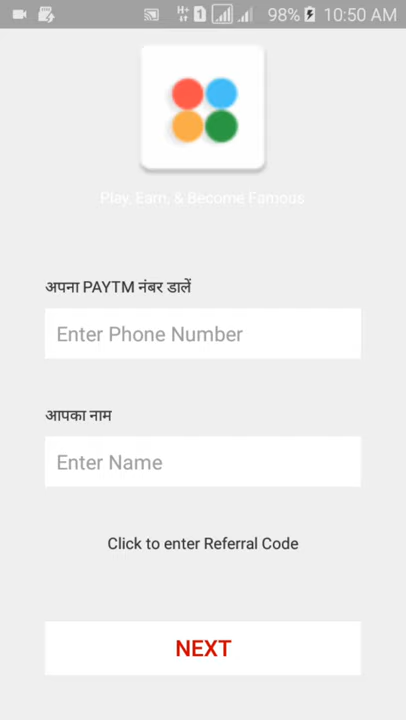 H+ 1 98% 10:50 AM
Play, Earn, & Become Famous
अपना PAYTM नंबर डालें
Enter Phone Number
आपका नाम
Enter Name
Click to enter Referral Code
NEXT